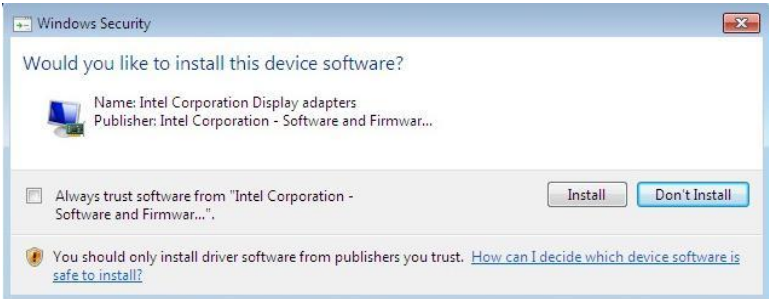 Windows Security
Would you like to install this device software?
Name: Intel Corporation Display adapters
Publisher: Intel Corporation - Software and Firmwar...
Always trust software from "Intel Corporation -
Software and Firmwar...".
Install
Don't Install
You should only install driver software from publishers you trust. How can I decide which device software is
safe to install?